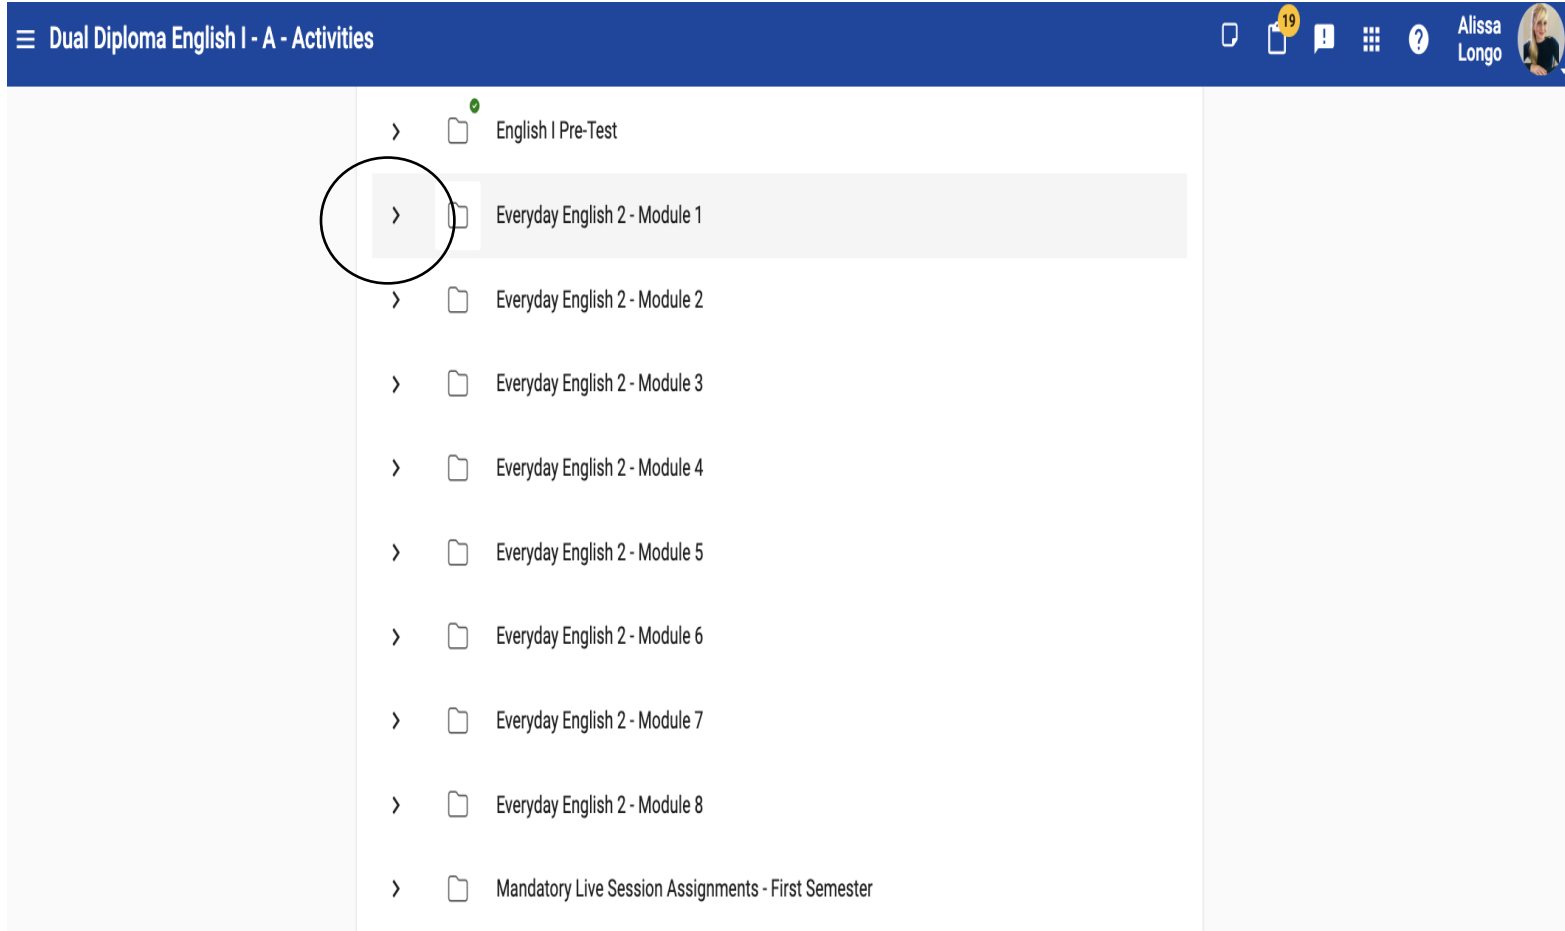 Dual Diploma English I - A - Activities
19
Alissa
Longo
English I Pre-Test
Everyday English 2 - Module 1
Everyday English 2 - Module 2
Everyday English 2 - Module 3
Everyday English 2 - Module 4
Everyday English 2 - Module 5
Everyday English 2 - Module 6
Everyday English 2 - Module 7
Everyday English 2 - Module 8
Mandatory Live Session Assignments - First Semester